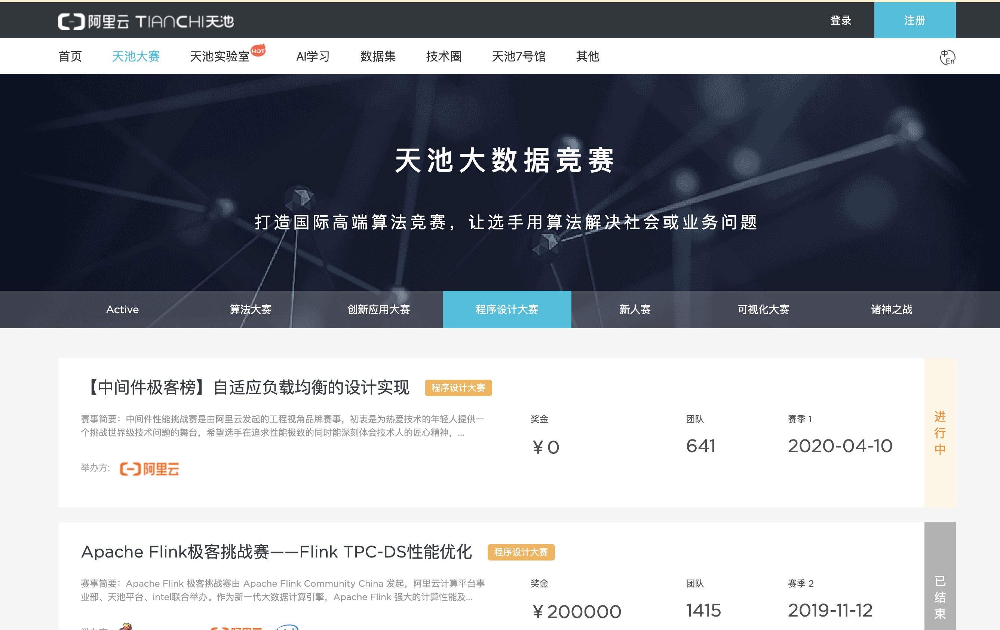 阿里云 TIANCHI天池
登录 注册
首页 天池大赛 天池实验室 HOT AI学习 数据集 技术圈 天池7号馆 其他 中 En
天池大数据竞赛
打造国际高端算法竞赛，让选手用算法解决社会或业务问题
Active 算法大赛 创新应用大赛 程序设计大赛 新人赛 可视化大赛 诸神之战
【中间件极客榜】自适应负载均衡的设计实现 程序设计大赛
赛事简要：中间件性能挑战赛是由阿里云发起的工程视角品牌赛事，初衷是为热爱技术的年轻人提供一
个挑战世界级技术问题的舞台，希望选手在追求性能极致的同时能深刻体会技术人的匠心精神，...
举办方: 阿里云
奖金 团队 赛季 1
￥0 641 2020-04-10
进行中
Apache Flink极客挑战赛——Flink TPC-DS性能优化 程序设计大赛
赛事简要：Apache Flink 极客挑战赛由 Apache Flink Community China 发起，阿里云计算平台事
业部、天池平台、intel联合举办。作为新一代大数据计算引擎，Apache Flink 强大的计算性能及...
奖金 团队 赛季 2
￥200000 1415 2019-11-12
已结束